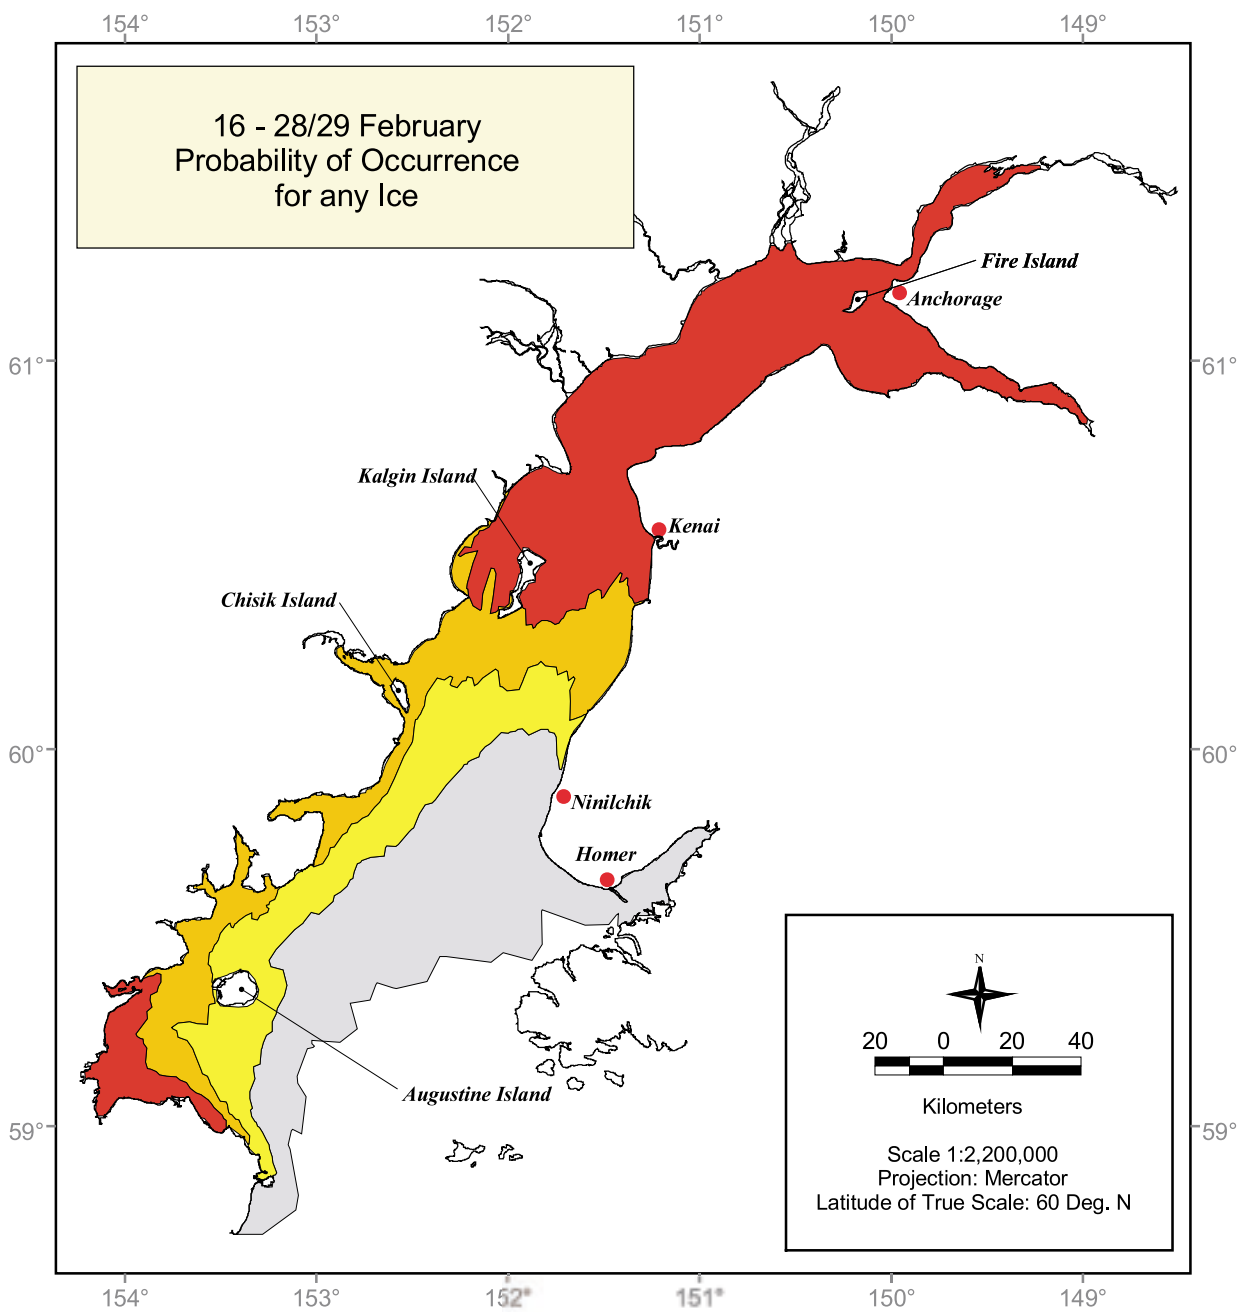 154° 153° 152° 151° 150° 149°
16 - 28/29 February
Probability of Occurrence
for any Ice
Fire Island
Anchorage
61° 61°
Kalgin Island
Kenai
Chisik Island
60° 60°
Ninilchik
Homer
N
20 0 20 40
Augustine Island
Kilometers
59° 59°
Scale 1:2,200,000
Projection: Mercator
Latitude of True Scale: 60 Deg. N
154° 153° 152° 151° 150° 149°